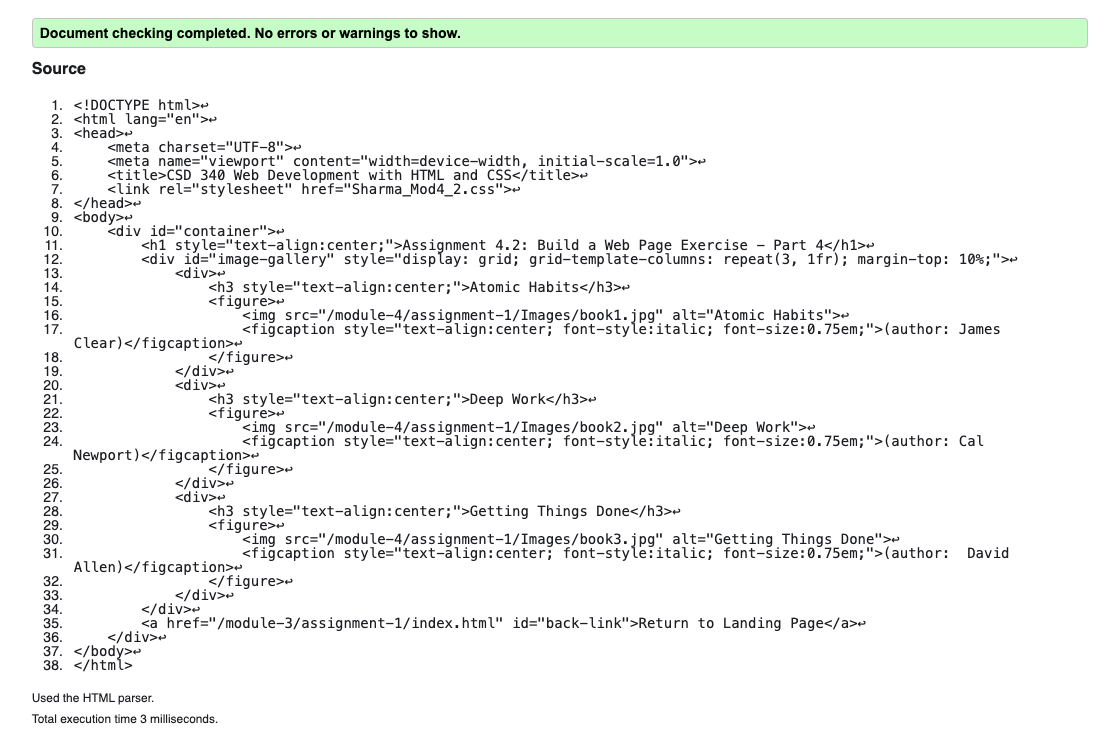 Document checking completed. No errors or warnings to show.
Source
1. <!DOCTYPE html>↩
2. <html lang="en">↩
3. <head>↩
4.     <meta charset="UTF-8">↩
5.     <meta name="viewport" content="width=device-width, initial-scale=1.0">↩
6.     <title>CSD 340 Web Development with HTML and CSS</title>↩
7.     <link rel="stylesheet" href="Sharma_Mod4_2.css">↩
8. </head>↩
9. <body>↩
10.     <div id="container">↩
11.         <h1 style="text-align:center;">Assignment 4.2: Build a Web Page Exercise – Part 4</h1>↩
12.         <div id="image-gallery" style="display: grid; grid-template-columns: repeat(3, 1fr); margin-top: 10%;">↩
13.             <div>↩
14.                 <h3 style="text-align:center;">Atomic Habits</h3>↩
15.                 <figure>↩
16.                     <img src="/module-4/assignment-1/Images/book1.jpg" alt="Atomic Habits">↩
17.                     <figcaption style="text-align:center; font-style:italic; font-size:0.75em;">(author: James
Clear)</figcaption>↩
18.                 </figure>↩
19.             </div>↩
20.             <div>↩
21.                 <h3 style="text-align:center;">Deep Work</h3>↩
22.                 <figure>↩
23.                     <img src="/module-4/assignment-1/Images/book2.jpg" alt="Deep Work">↩
24.                     <figcaption style="text-align:center; font-style:italic; font-size:0.75em;">(author: Cal
Newport)</figcaption>↩
25.                 </figure>↩
26.             </div>↩
27.             <div>↩
28.                 <h3 style="text-align:center;">Getting Things Done</h3>↩
29.                 <figure>↩
30.                     <img src="/module-4/assignment-1/Images/book3.jpg" alt="Getting Things Done">↩
31.                     <figcaption style="text-align:center; font-style:italic; font-size:0.75em;">(author:  David
Allen)</figcaption>↩
32.                 </figure>↩
33.             </div>↩
34.         </div>↩
35.         <a href="/module-3/assignment-1/index.html" id="back-link">Return to Landing Page</a>↩
36.     </div>↩
37. </body>↩
38. </html>
Used the HTML parser.
Total execution time 3 milliseconds.